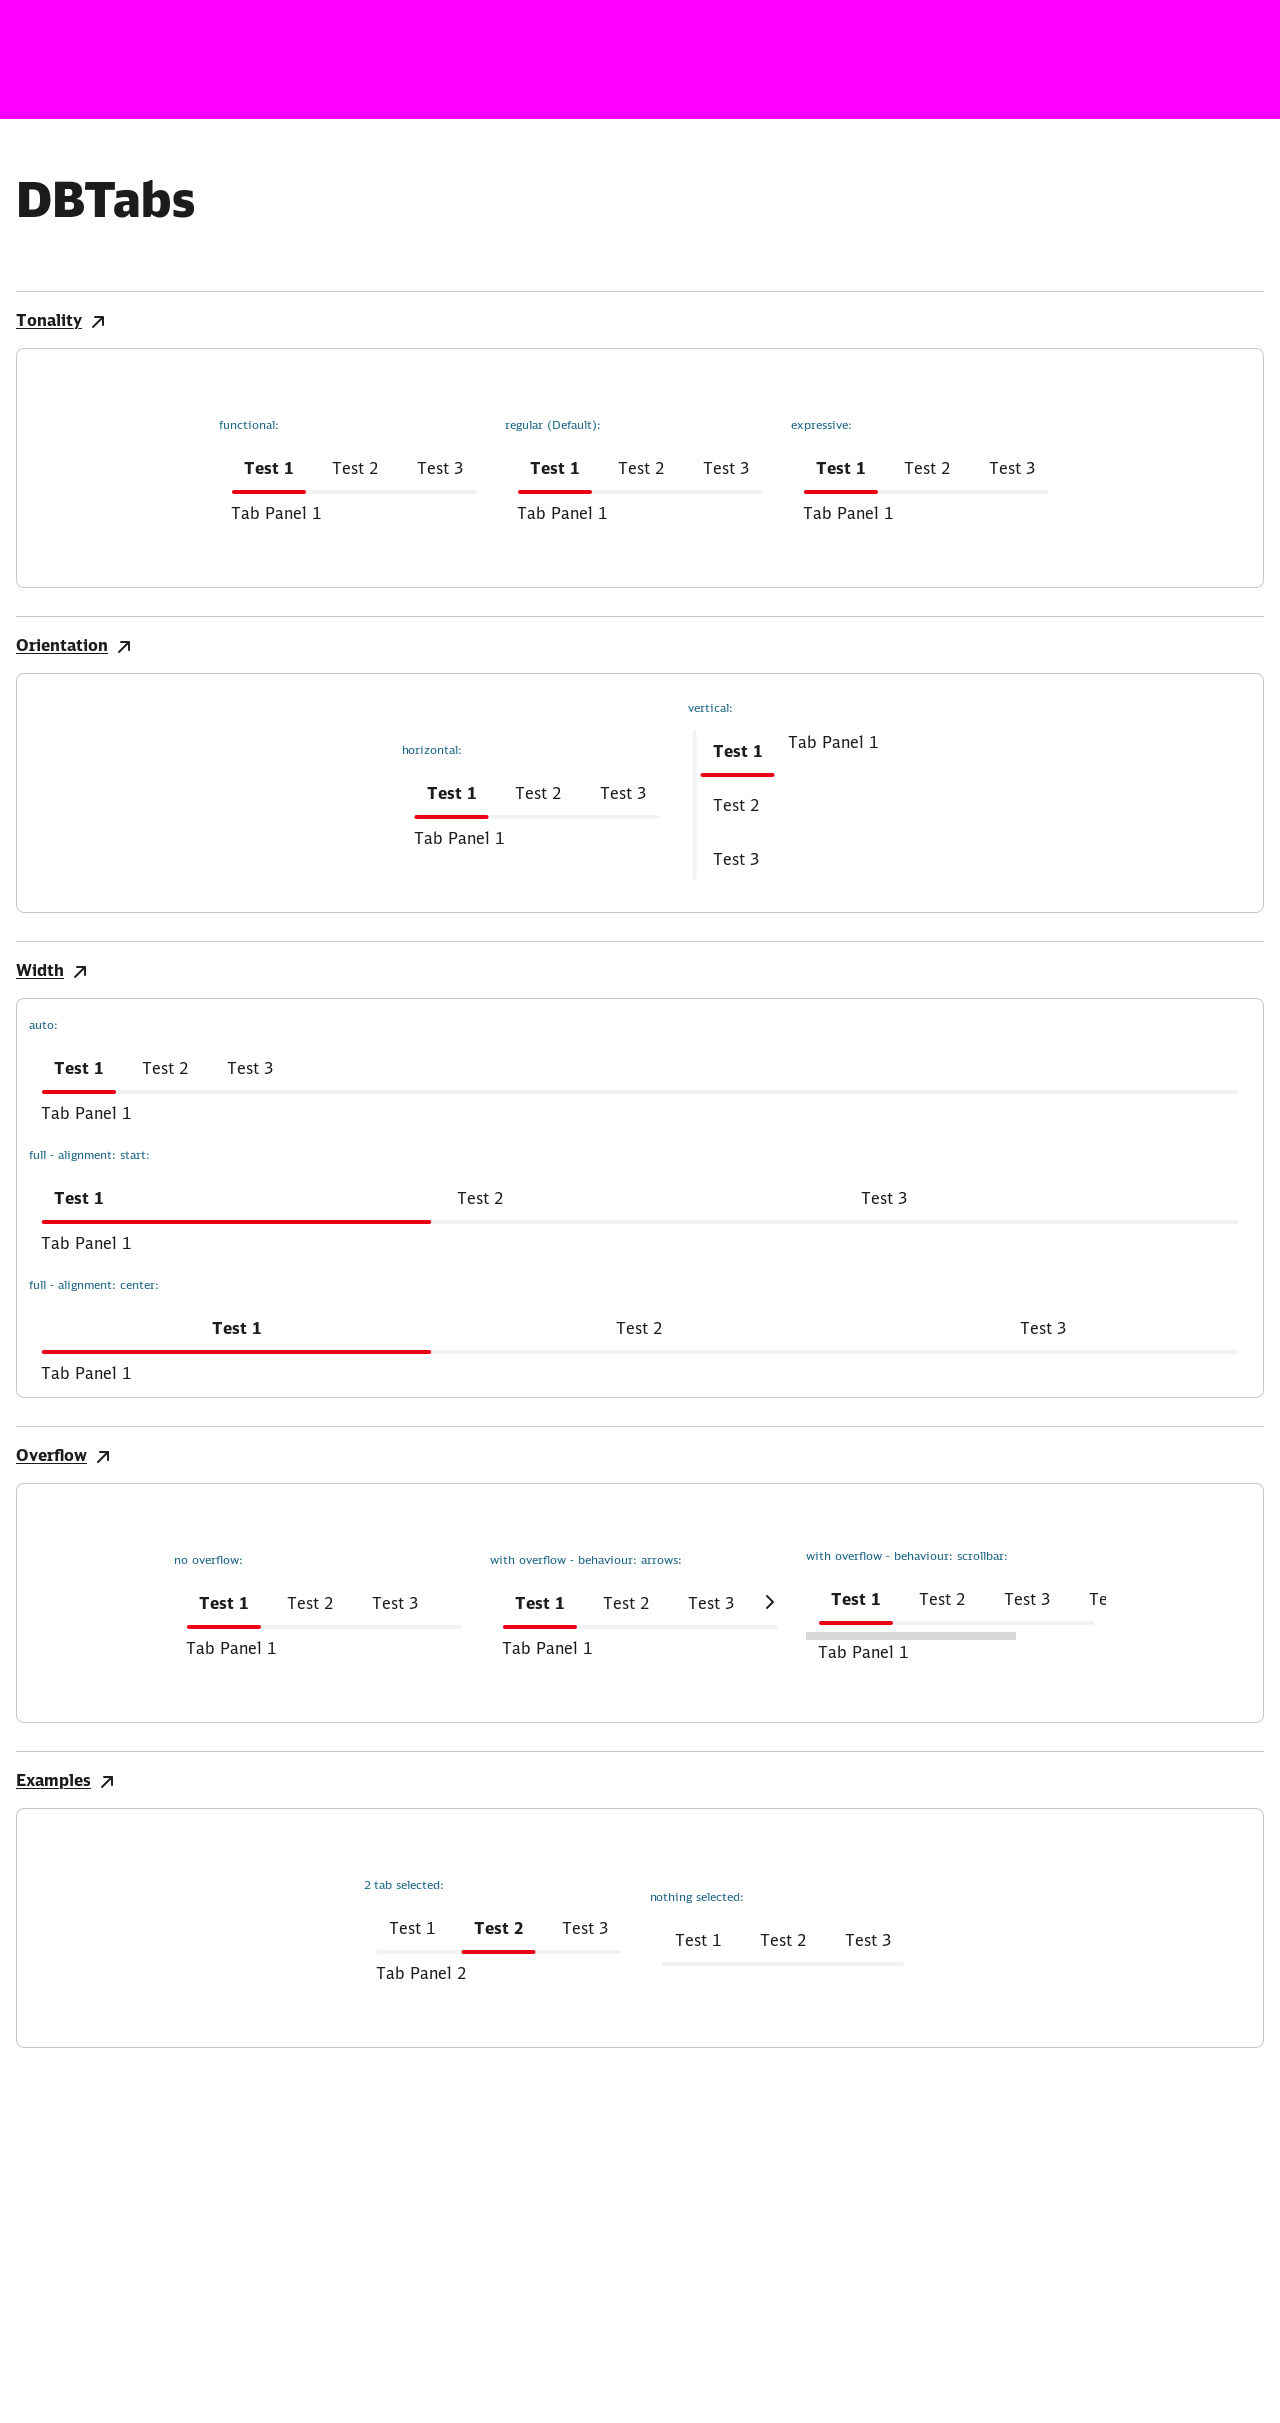 DBTabs
Tonality
functional:
Test 1 Test 2 Test 3
Tab Panel 1
regular (Default):
Test 1 Test 2 Test 3
Tab Panel 1
expressive:
Test 1 Test 2 Test 3
Tab Panel 1
Orientation
horizontal:
Test 1 Test 2 Test 3
Tab Panel 1
vertical:
Test 1
Test 2
Test 3
Tab Panel 1
Width
auto:
Test 1 Test 2 Test 3
Tab Panel 1
full - alignment: start:
Test 1 Test 2 Test 3
Tab Panel 1
full - alignment: center:
Test 1 Test 2 Test 3
Tab Panel 1
Overflow
no overflow:
Test 1 Test 2 Test 3
Tab Panel 1
with overflow - behaviour: arrows:
Test 1 Test 2 Test 3
Tab Panel 1
with overflow - behaviour: scrollbar:
Test 1 Test 2 Test 3 Te
Tab Panel 1
Examples
2 tab selected:
Test 1 Test 2 Test 3
Tab Panel 2
nothing selected:
Test 1 Test 2 Test 3